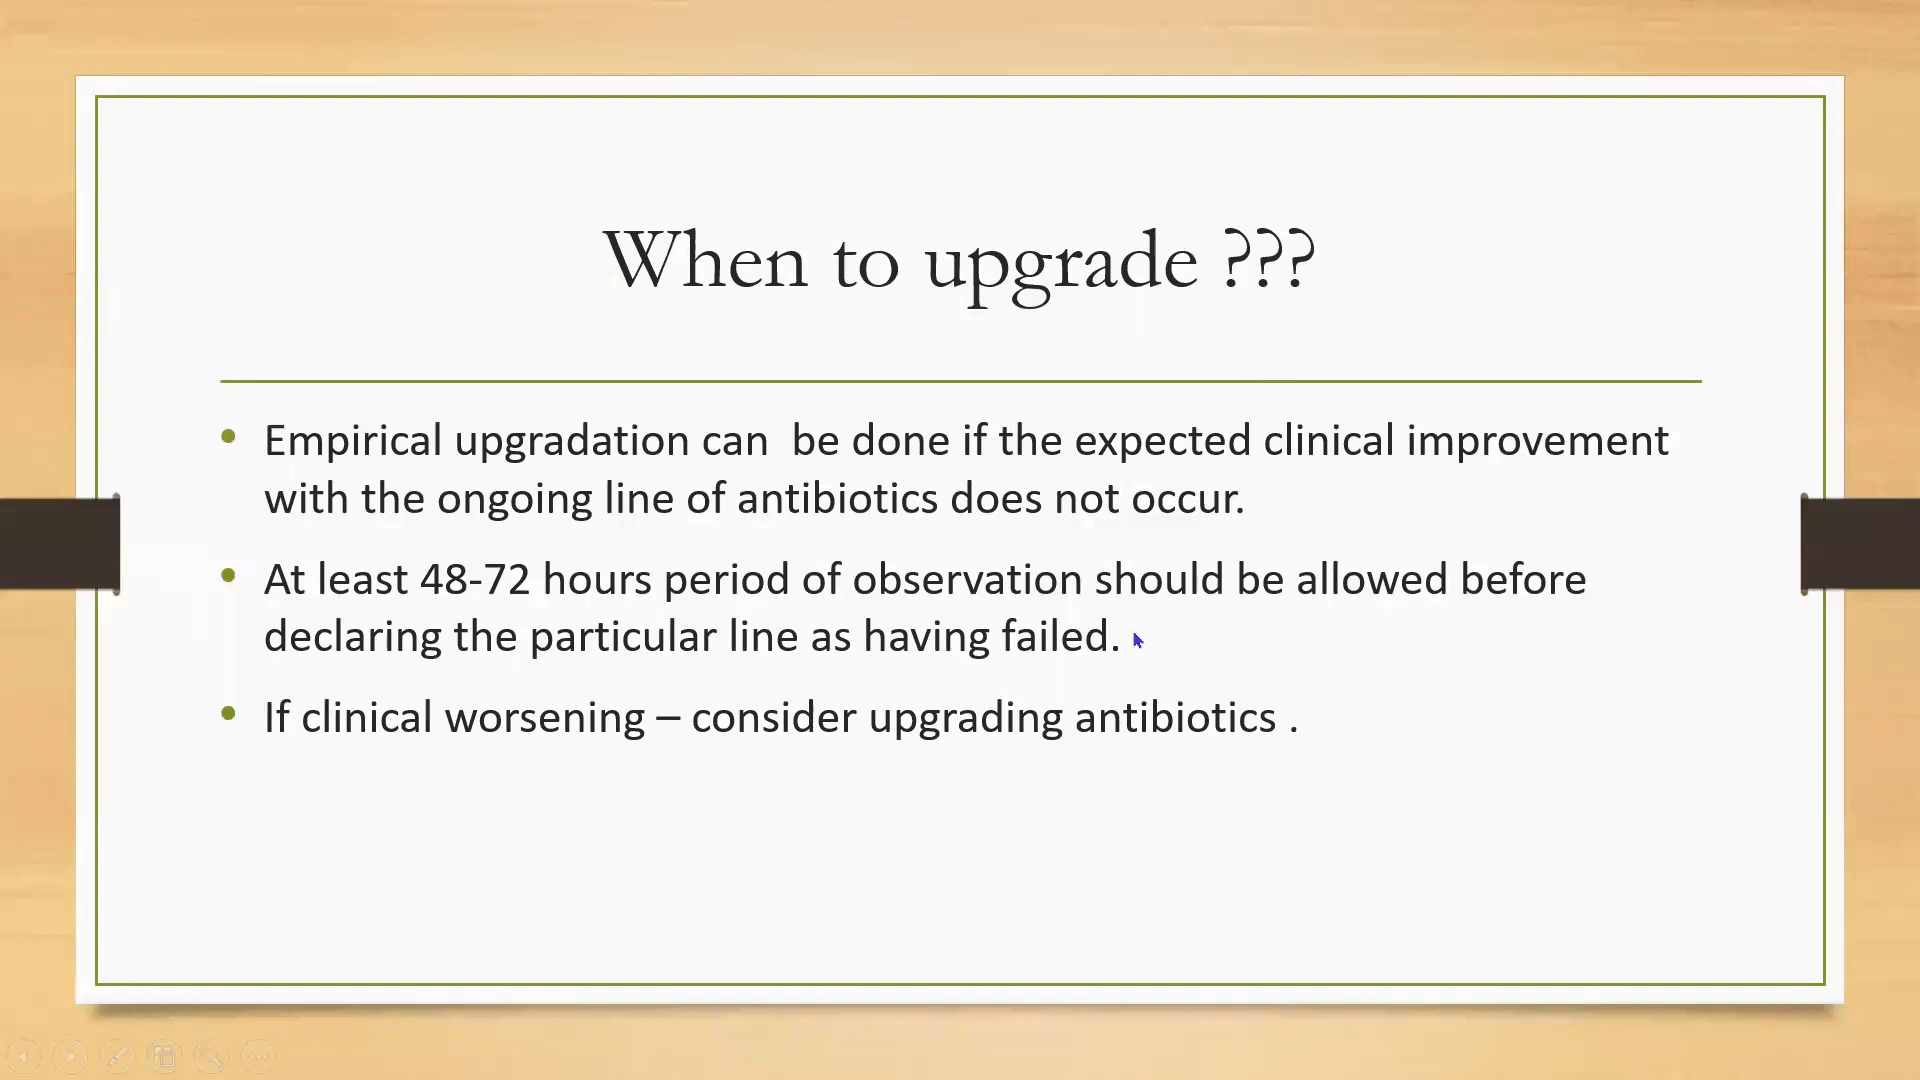 When to upgrade ???
• Empirical upgradation can  be done if the expected clinical improvement
with the ongoing line of antibiotics does not occur.
• At least 48-72 hours period of observation should be allowed before
declaring the particular line as having failed.
• If clinical worsening – consider upgrading antibiotics .